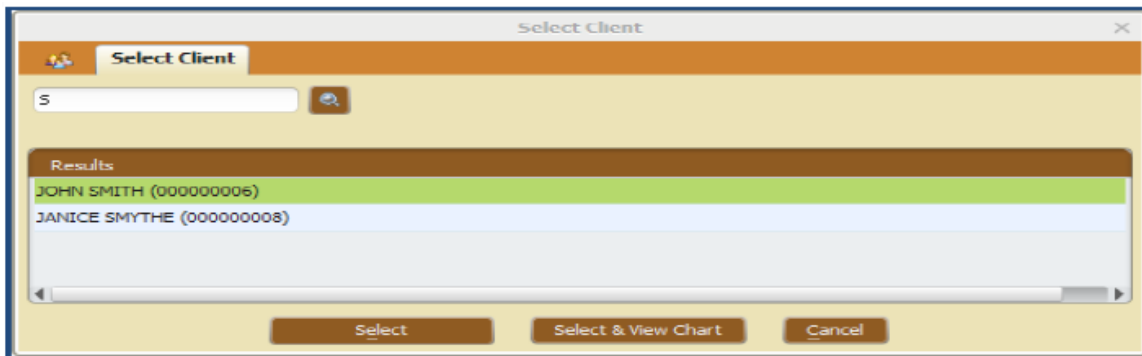 Select Client
Select Client
S
Results
JOHN SMITH (000000006)
JANICE SMYTHE (000000008)
Select Select & View Chart Cancel